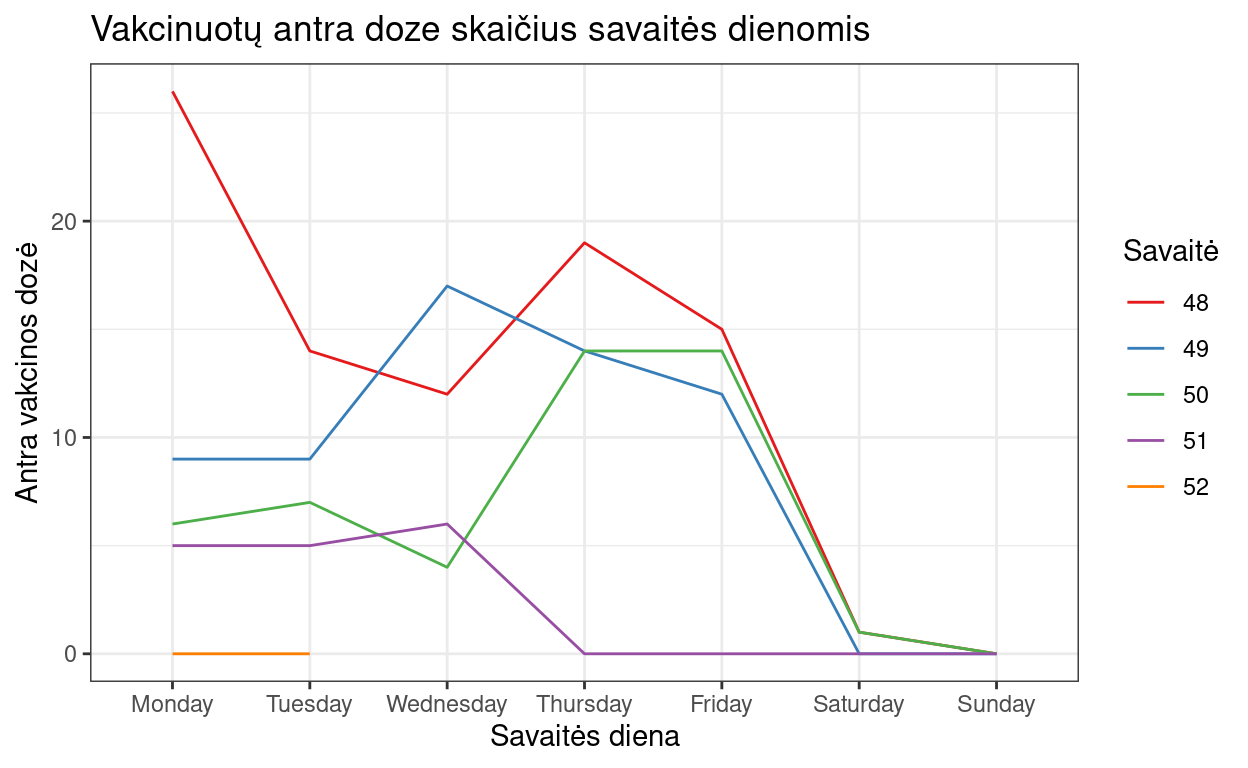 Vakcinuotų antra doze skaičius savaitės dienomis
Antra vakcinos dozė
20
10
0
Monday Tuesday Wednesday Thursday Friday Saturday Sunday
Savaitės diena
Savaitė
48
49
50
51
52